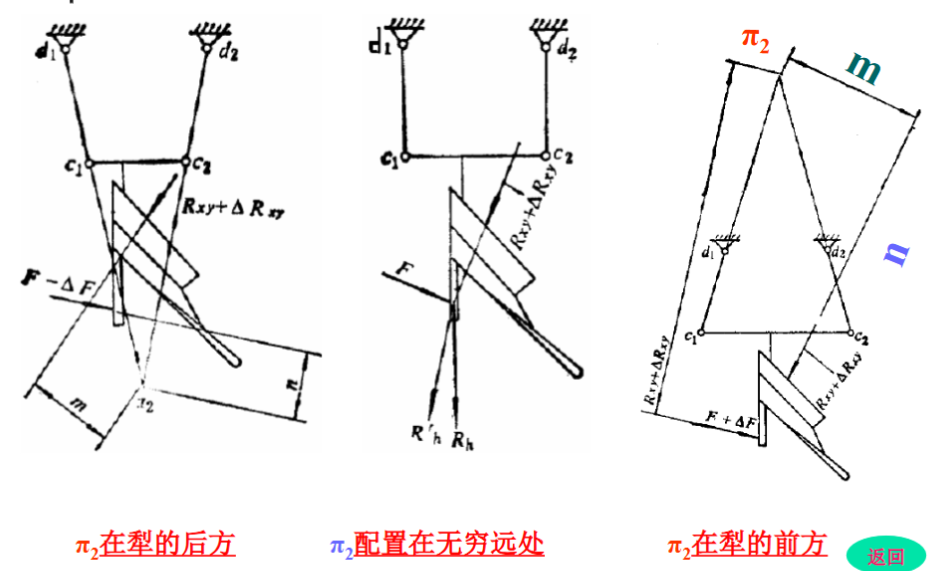 d₁ d₂
c₁ c₂
Rxy+ΔRxy
F-ΔF
n
m
π₂
d₁ d₂
c₁ c₂
Rxy+ΔRxy
F
R'h Rh
π₂
m
n
d₁ d₂
c₁ c₂
Rxy+ΔRxy
Rxy+ΔRxy
F+ΔF
π₂在犁的后方
π₂配置在无穷远处
π₂在犁的前方
返回